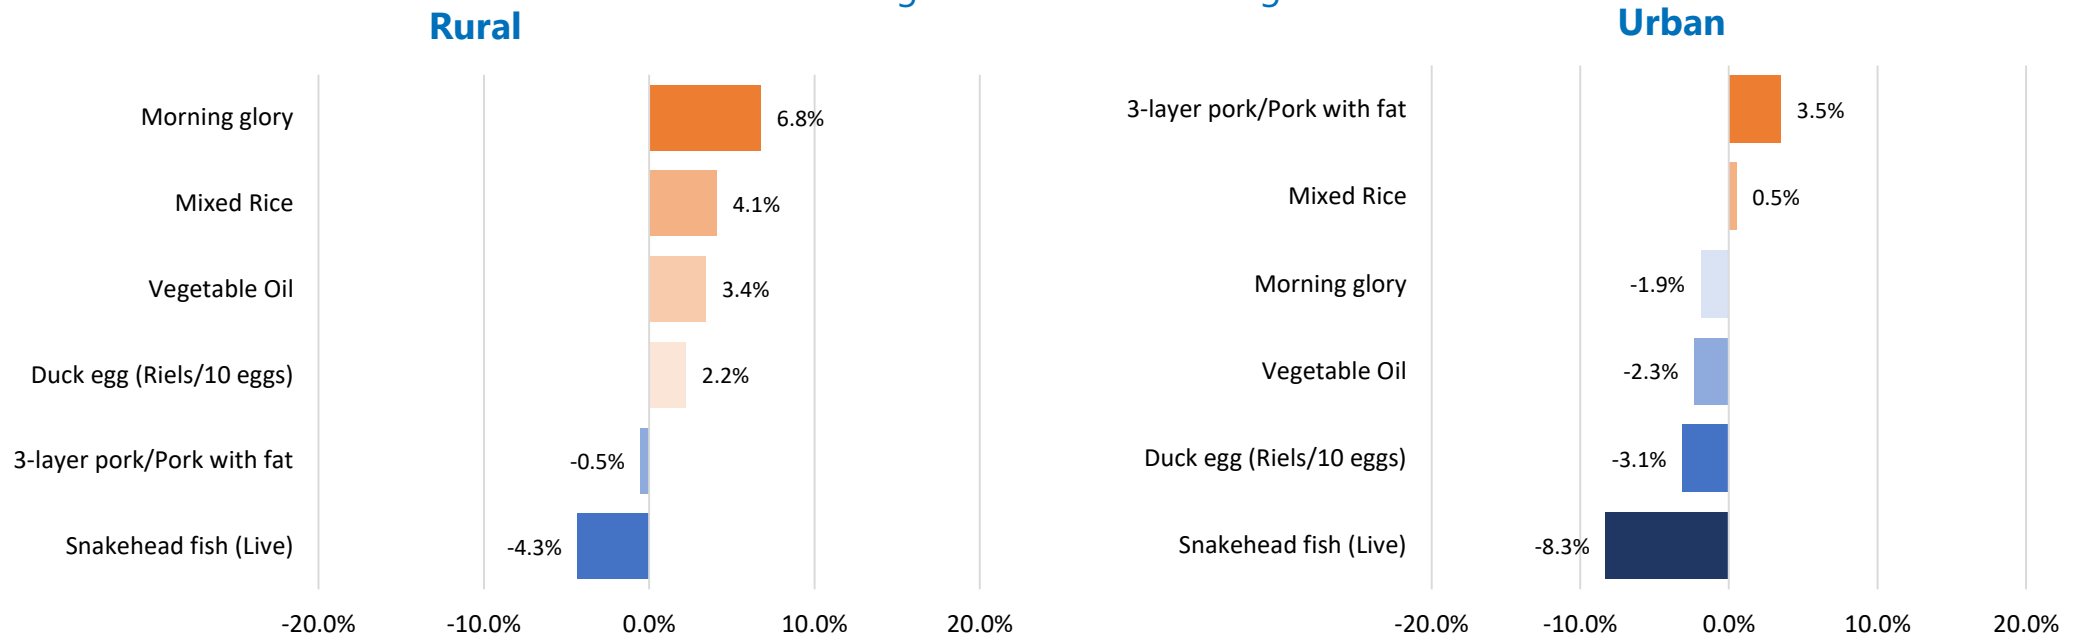 Rural
Morning glory
6.8%
Mixed Rice
4.1%
Vegetable Oil
3.4%
Duck egg (Riels/10 eggs)
2.2%
3-layer pork/Pork with fat
-0.5%
Snakehead fish (Live)
-4.3%
-20.0% -10.0% 0.0% 10.0% 20.0%
Urban
3-layer pork/Pork with fat
3.5%
Mixed Rice
0.5%
Morning glory
-1.9%
Vegetable Oil
-2.3%
Duck egg (Riels/10 eggs)
-3.1%
Snakehead fish (Live)
-8.3%
-20.0% -10.0% 0.0% 10.0% 20.0%